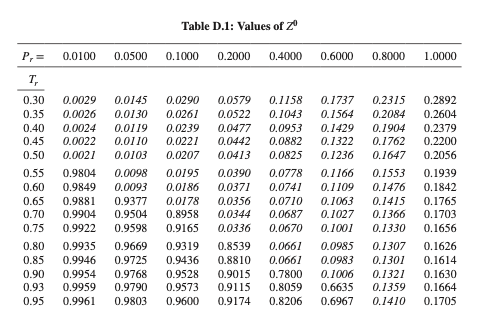 Table D.1: Values of Z⁰
Pᵣ = 0.0100 0.0500 0.1000 0.2000 0.4000 0.6000 0.8000 1.0000
Tᵣ
0.30 0.0029 0.0145 0.0290 0.0579 0.1158 0.1737 0.2315 0.2892
0.35 0.0026 0.0130 0.0261 0.0522 0.1043 0.1564 0.2084 0.2604
0.40 0.0024 0.0119 0.0239 0.0477 0.0953 0.1429 0.1904 0.2379
0.45 0.0022 0.0110 0.0221 0.0442 0.0882 0.1322 0.1762 0.2200
0.50 0.0021 0.0103 0.0207 0.0413 0.0825 0.1236 0.1647 0.2056
0.55 0.9804 0.0098 0.0195 0.0390 0.0778 0.1166 0.1553 0.1939
0.60 0.9849 0.0093 0.0186 0.0371 0.0741 0.1109 0.1476 0.1842
0.65 0.9881 0.9377 0.0178 0.0356 0.0710 0.1063 0.1415 0.1765
0.70 0.9904 0.9504 0.8958 0.0344 0.0687 0.1027 0.1366 0.1703
0.75 0.9922 0.9598 0.9165 0.0336 0.0670 0.1001 0.1330 0.1656
0.80 0.9935 0.9669 0.9319 0.8539 0.0661 0.0985 0.1307 0.1626
0.85 0.9946 0.9725 0.9436 0.8810 0.0661 0.0983 0.1301 0.1614
0.90 0.9954 0.9768 0.9528 0.9015 0.7800 0.1006 0.1321 0.1630
0.93 0.9959 0.9790 0.9573 0.9115 0.8059 0.6635 0.1359 0.1664
0.95 0.9961 0.9803 0.9600 0.9174 0.8206 0.6967 0.1410 0.1705